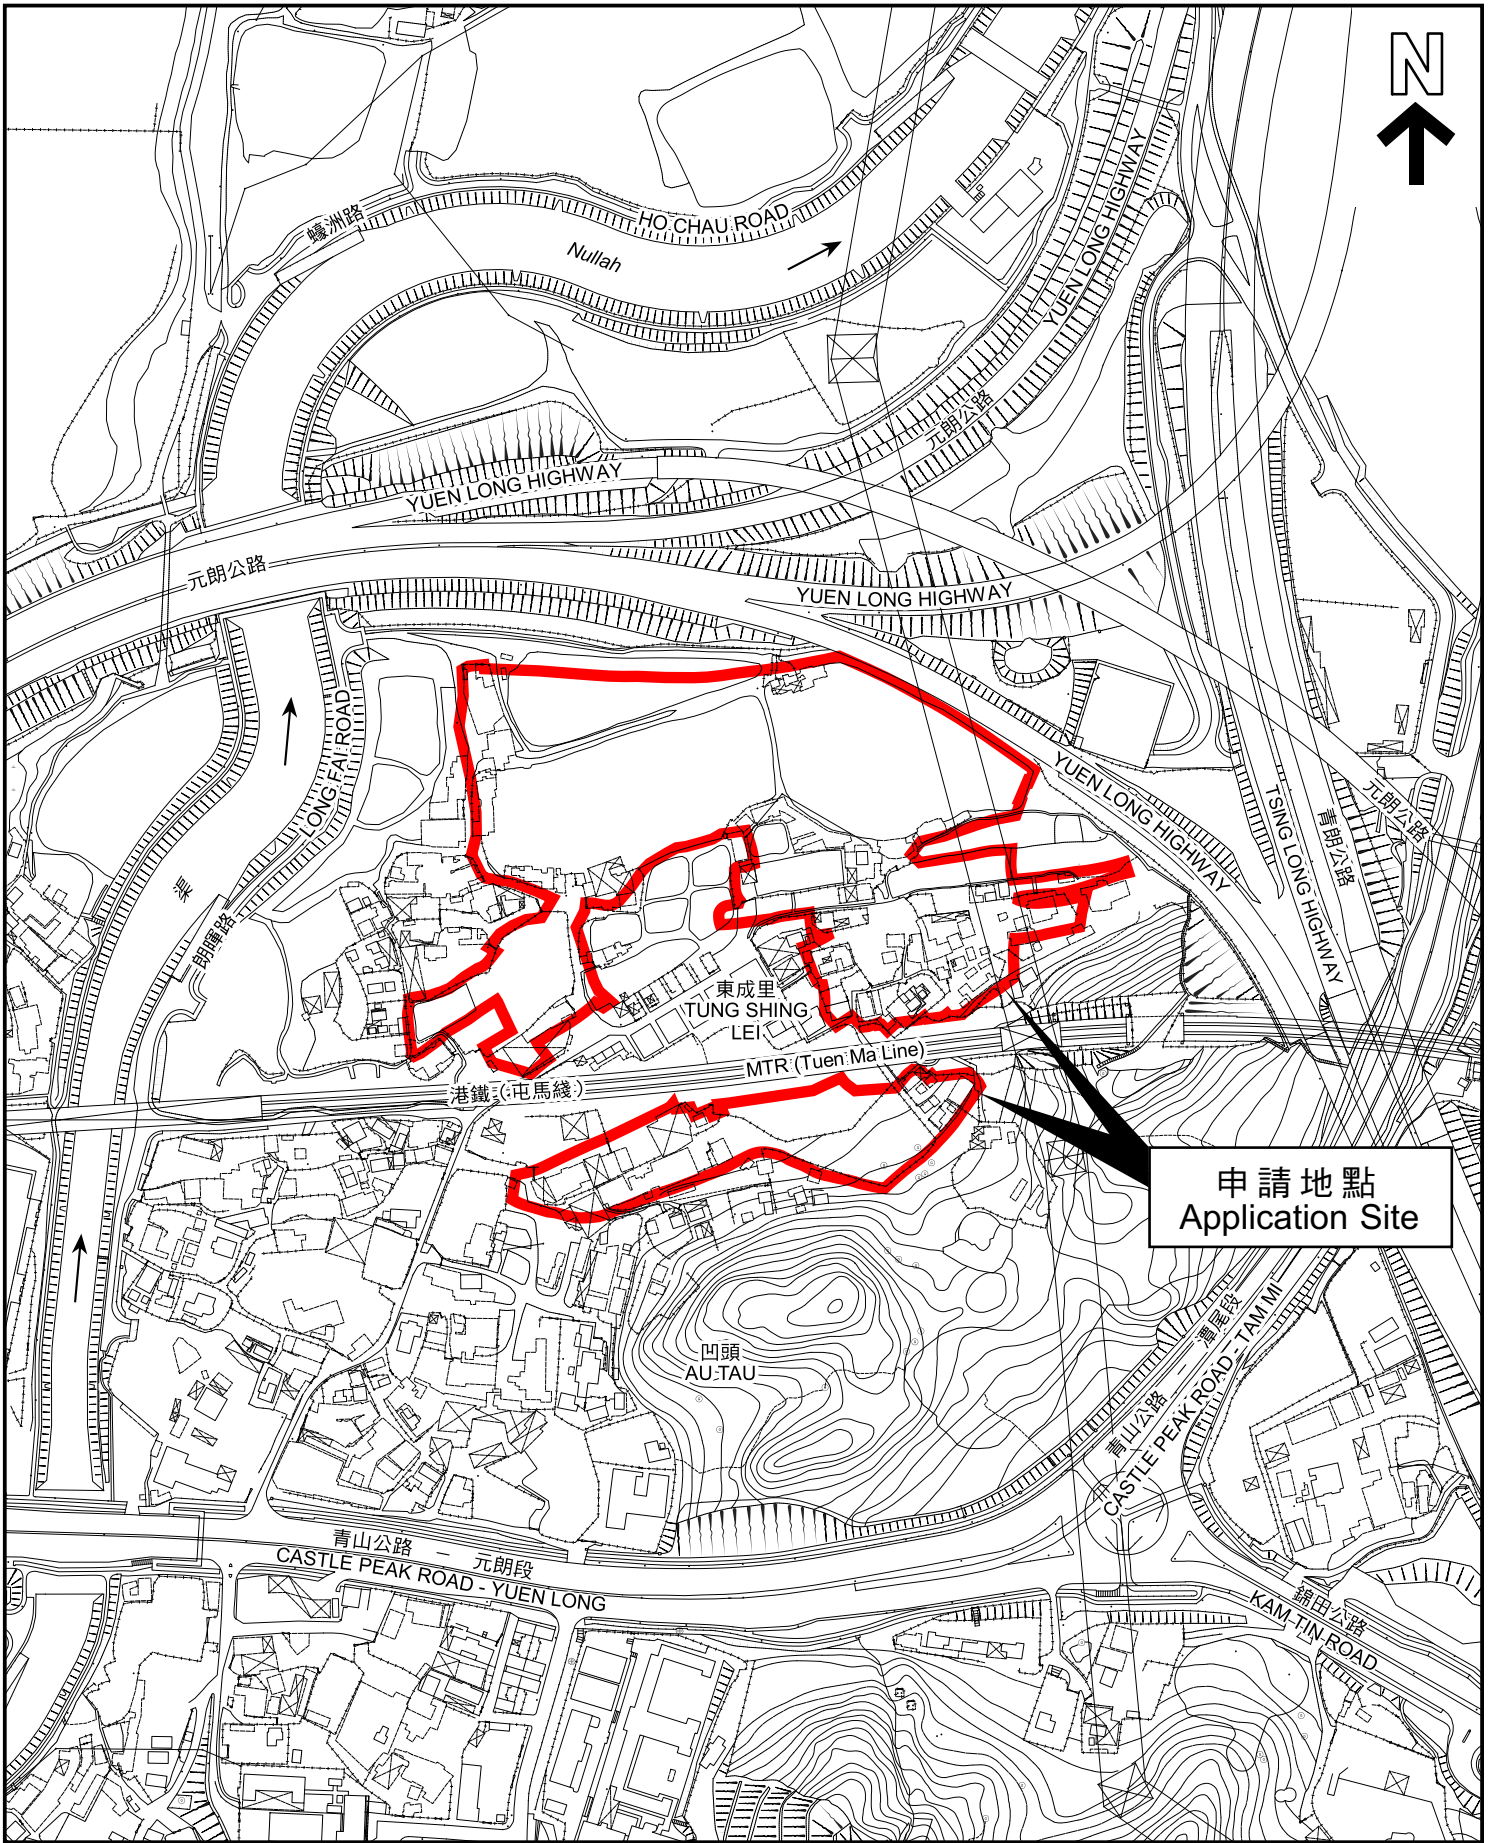 N
HO CHAU ROAD
蠔洲路
Nullah
YUEN LONG HIGHWAY
元朗公路
YUEN LONG HIGHWAY
元朗公路
YUEN LONG HIGHWAY
LONG FAI ROAD
朗暉路
渠
YUEN LONG HIGHWAY
元朗公路
TSING LONG HIGHWAY
青朗公路
東成里
TUNG SHING
LEI
MTR (Tuen Ma Line)
港鐵（屯馬綫）
申請地點
Application Site
凹頭
AU TAU
青山公路 － 潭尾段
CASTLE PEAK ROAD - TAM MI
青山公路 － 元朗段
CASTLE PEAK ROAD - YUEN LONG
錦田公路
KAM TIN ROAD